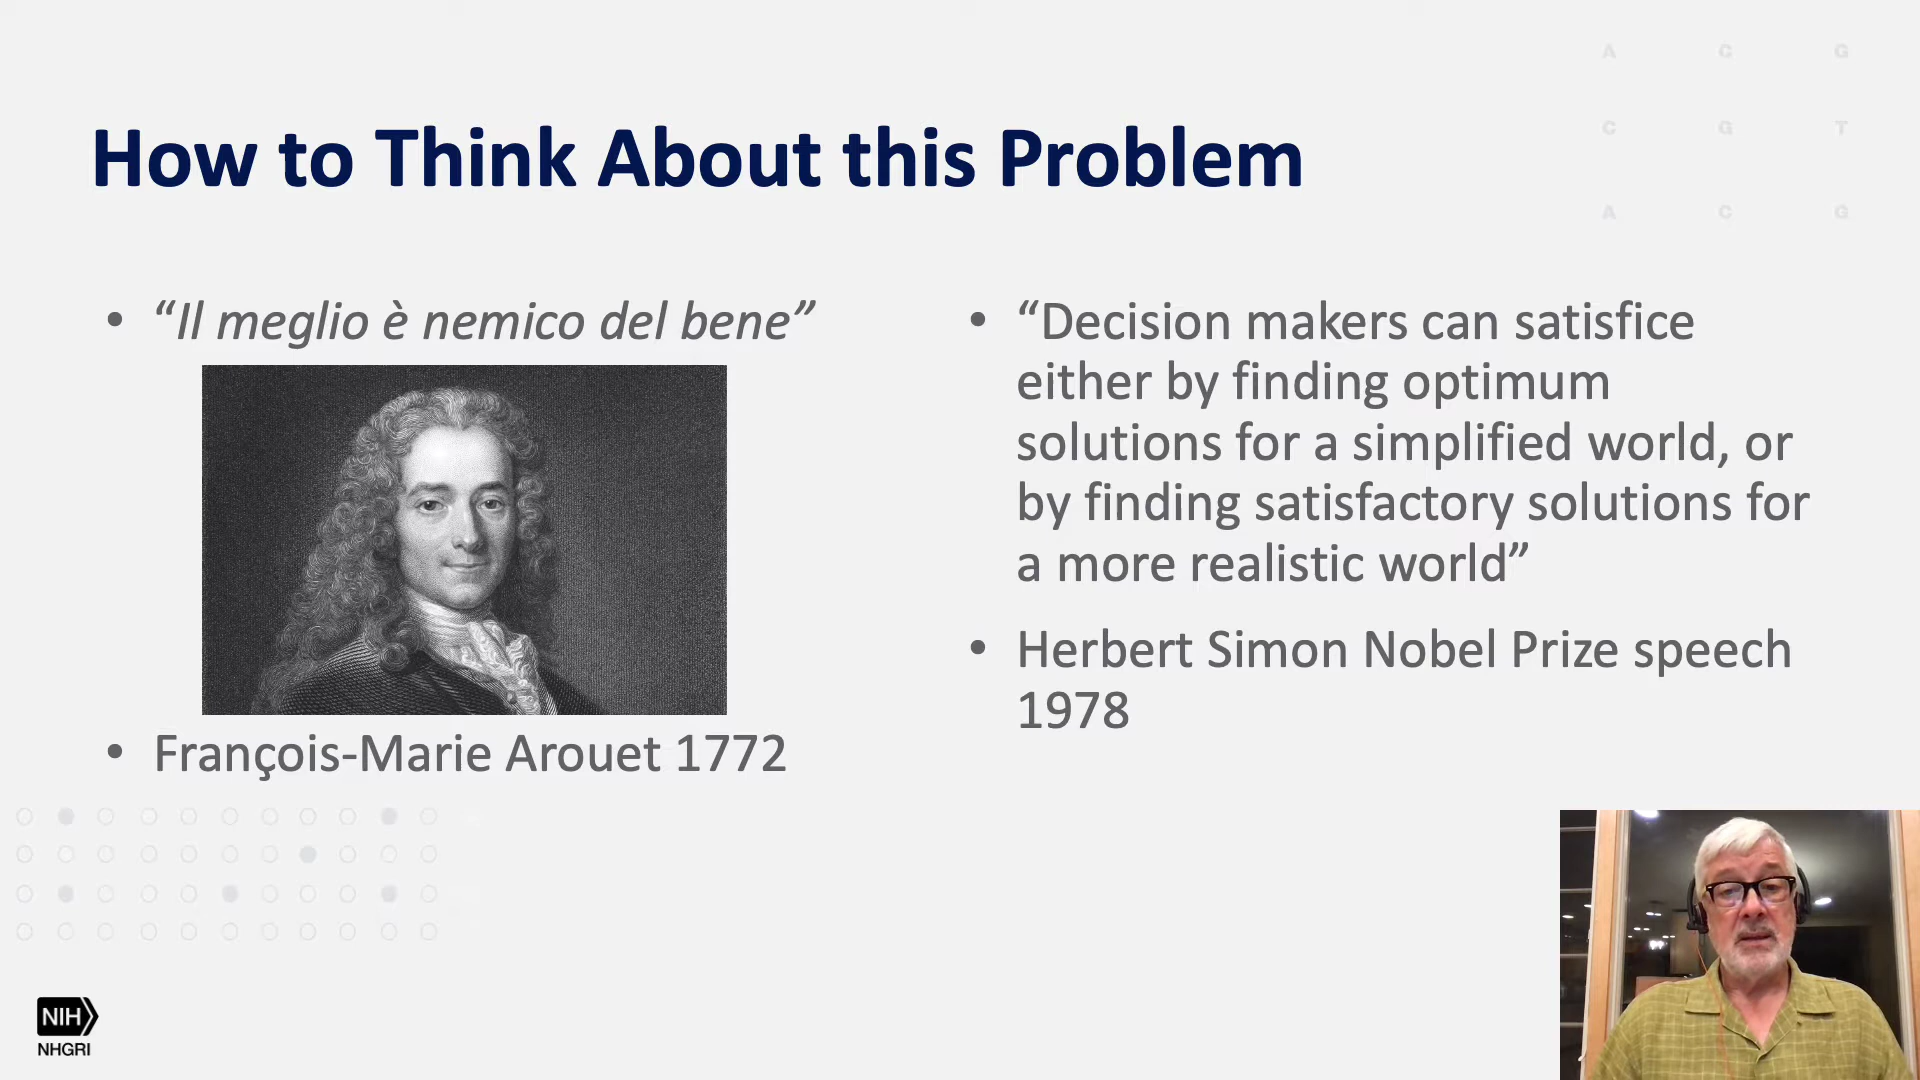 A C G
C G T
A C G
How to Think About this Problem
• “Il meglio è nemico del bene”
• François-Marie Arouet 1772
• “Decision makers can satisfice
either by finding optimum
solutions for a simplified world, or
by finding satisfactory solutions for
a more realistic world”
• Herbert Simon Nobel Prize speech
1978
NIH
NHGRI